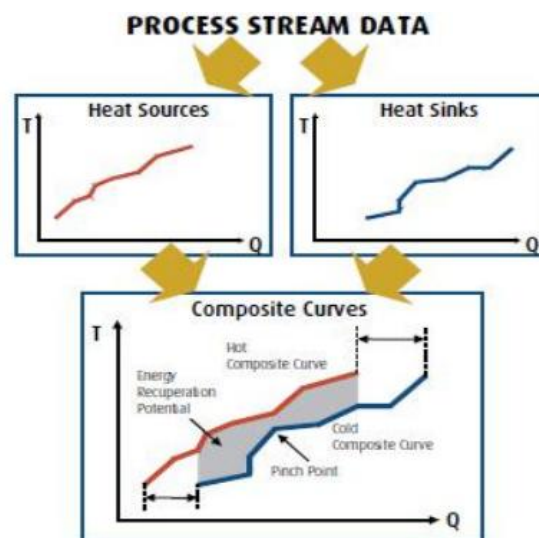 PROCESS STREAM DATA
Heat Sources
T
Q
Heat Sinks
T
Q
Composite Curves
T
Hot
Composite Curve
Energy
Recuperation
Potential
Cold
Composite Curve
Pinch Point
Q